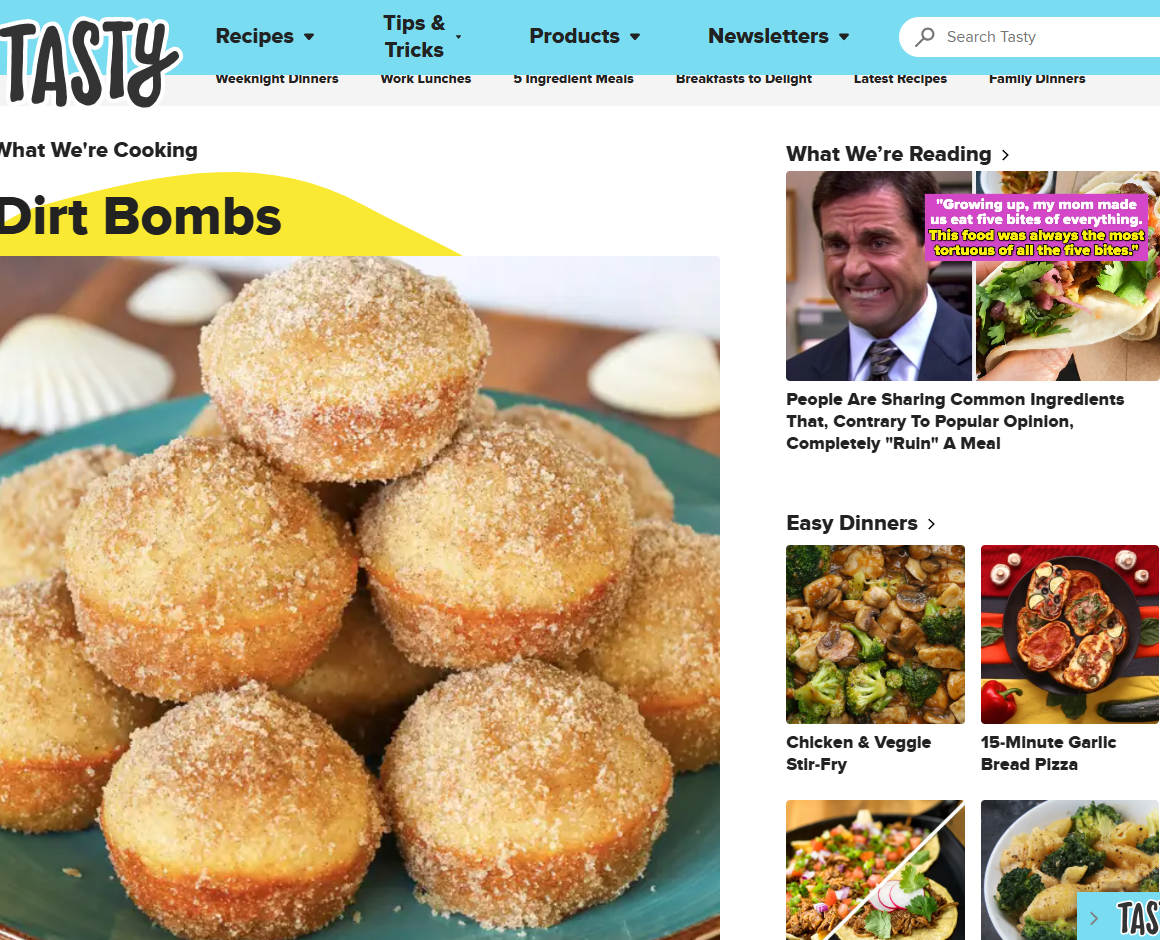 TASTY
Recipes
Tips &
Tricks
Products
Newsletters
Search Tasty
Weeknight Dinners
Work Lunches
5 Ingredient Meals
Breakfasts to Delight
Latest Recipes
Family Dinners
What We're Cooking
Dirt Bombs
What We’re Reading
"Growing up, my mom made
us eat five bites of everything.
This food was always the most
tortuous of all the five bites."
People Are Sharing Common Ingredients
That, Contrary To Popular Opinion,
Completely "Ruin" A Meal
Easy Dinners
Chicken & Veggie
Stir-Fry
15-Minute Garlic
Bread Pizza
TAS